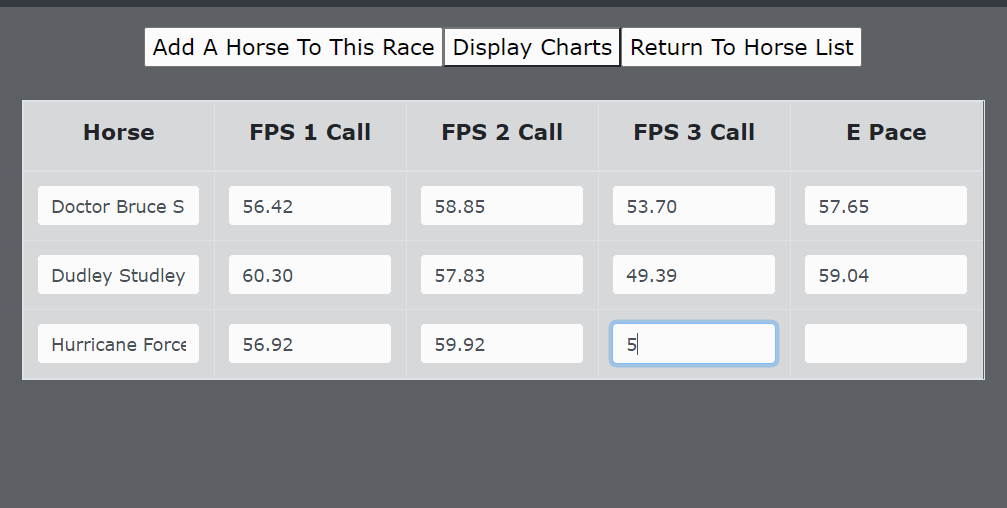 Add A Horse To This Race Display Charts Return To Horse List
Horse FPS 1 Call FPS 2 Call FPS 3 Call E Pace
Doctor Bruce S 56.42 58.85 53.70 57.65
Dudley Studley 60.30 57.83 49.39 59.04
Hurricane Force 56.92 59.92 5